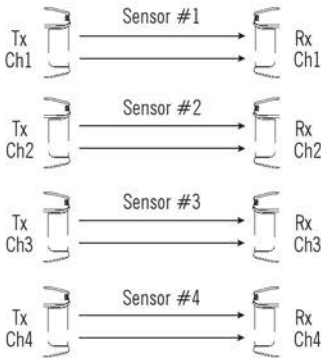 Sensor #1
Tx Rx
Ch1 Ch1
Sensor #2
Tx Rx
Ch2 Ch2
Sensor #3
Tx Rx
Ch3 Ch3
Sensor #4
Tx Rx
Ch4 Ch4